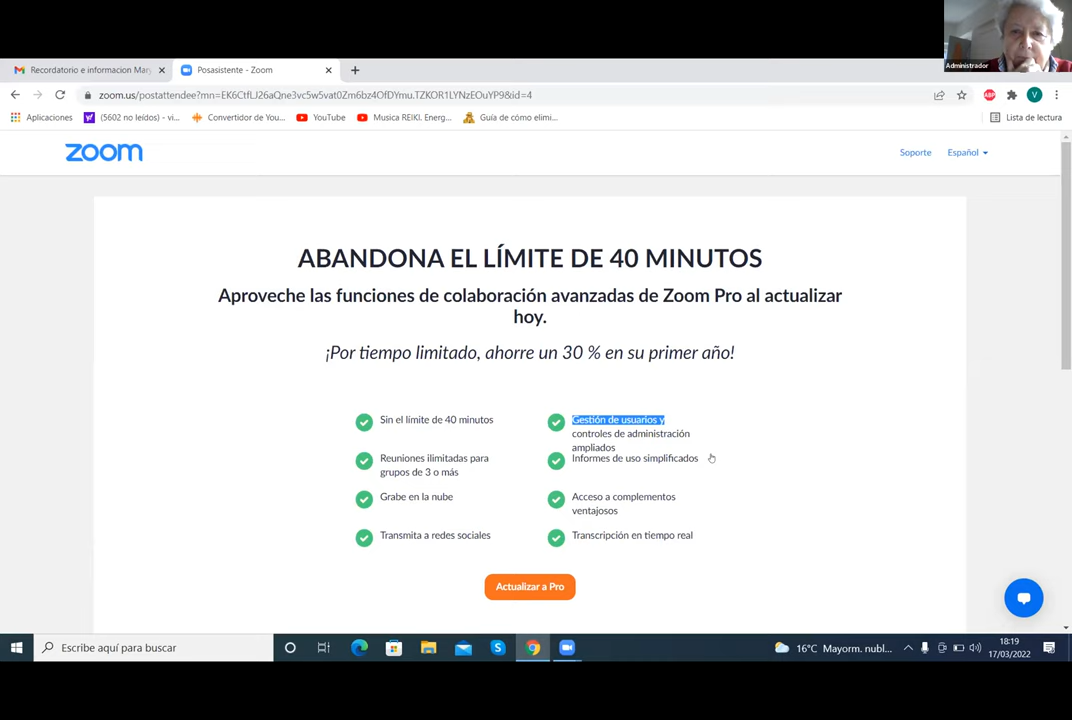 Administrador
Recordatorio e informacion Mary
Posasistente - Zoom
zoom.us/postattendee?mn=EK6CtfLJ26aQne3vc5w5vat0Zm6bz4OfDYmu.TZKOR1LYNzEOuYP9&id=4
Aplicaciones
(5602 no leídos) - vi...
Convertidor de You...
YouTube
Musica REIKI. Energ...
Guía de cómo elimi...
Lista de lectura
zoom
Soporte
Español
ABANDONA EL LÍMITE DE 40 MINUTOS
Aproveche las funciones de colaboración avanzadas de Zoom Pro al actualizar
hoy.
¡Por tiempo limitado, ahorre un 30 % en su primer año!
Sin el límite de 40 minutos
Reuniones ilimitadas para
grupos de 3 o más
Grabe en la nube
Transmita a redes sociales
Gestión de usuarios y
controles de administración
ampliados
Informes de uso simplificados
Acceso a complementos
ventajosos
Transcripción en tiempo real
Actualizar a Pro
Escribe aquí para buscar
16°C Mayorm. nubl...
18:19
17/03/2022